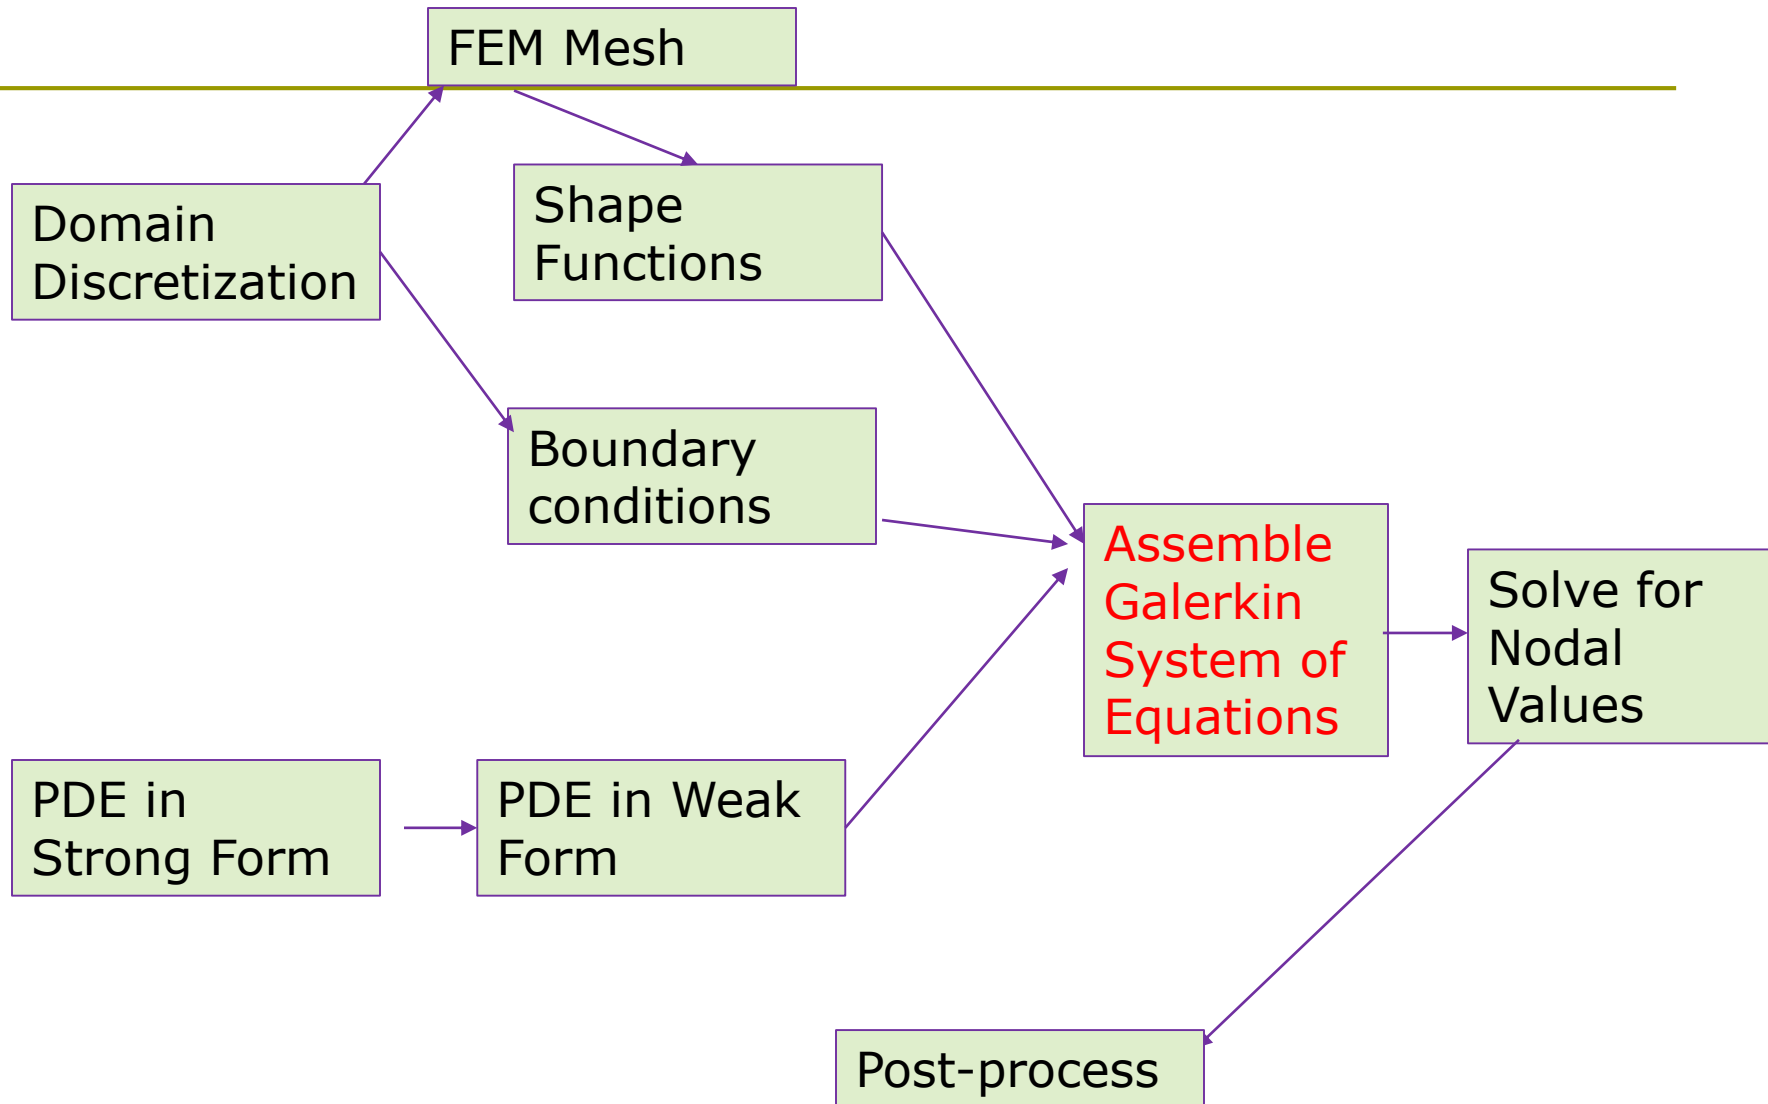 FEM Mesh
Domain
Discretization
Shape
Functions
Boundary
conditions
Assemble
Galerkin
System of
Equations
Solve for
Nodal
Values
PDE in
Strong Form
PDE in Weak
Form
Post-process